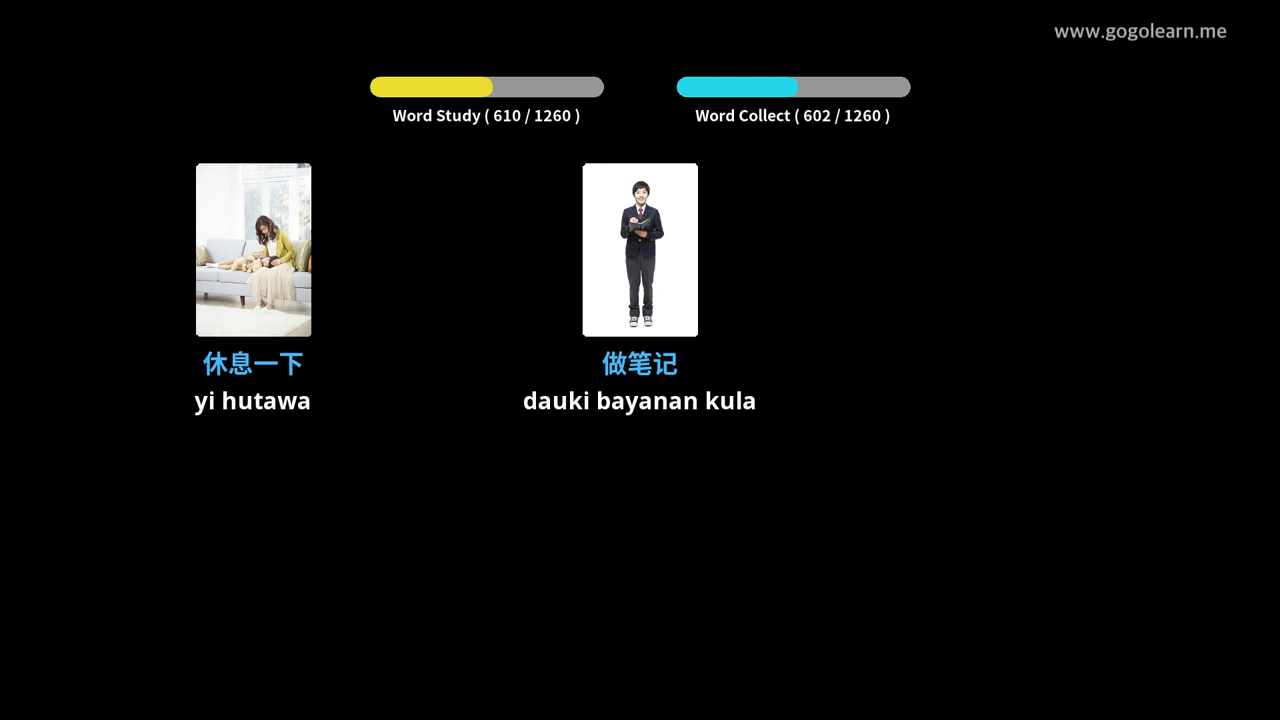 www.gogolearn.me
Word Study ( 610 / 1260 )
Word Collect ( 602 / 1260 )
休息一下
yi hutawa
做笔记
dauki bayanan kula